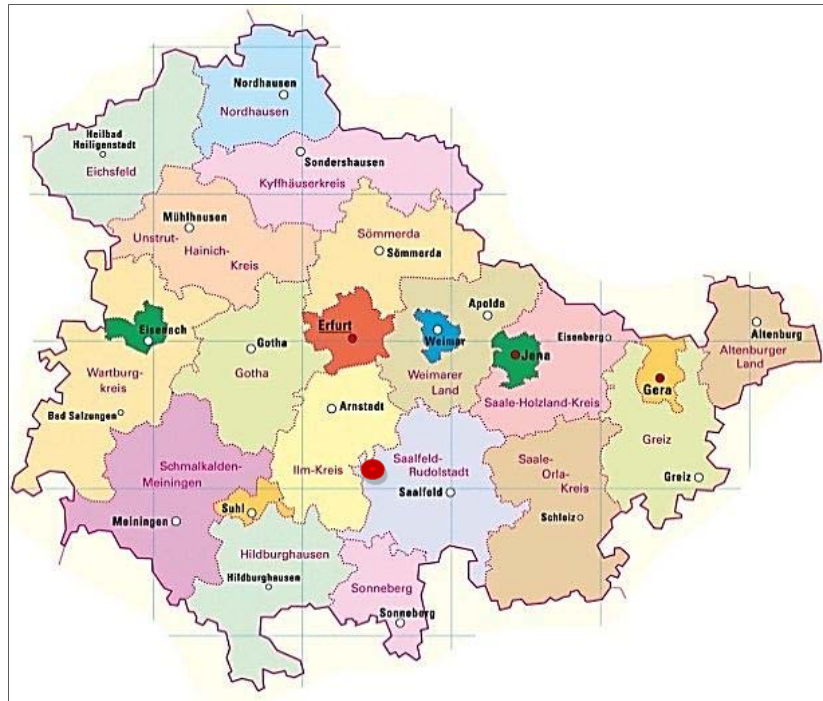 Nordhausen
Nordhausen
Heilbad
Heiligenstadt
Eichsfeld
Sondershausen
Kyffhäuserkreis
Mühlhausen
Unstrut-
Hainich-
Kreis
Sömmerda
Sömmerda
Eisenach
Gotha
Gotha
Erfurt
Apolda
Weimar
Weimarer
Land
Jena
Eisenberg
Saale-Holzland-Kreis
Gera
Altenburg
Altenburger
Land
Wartburg-
kreis
Bad Salzungen
Arnstadt
Ilm-Kreis
Schmalkalden-
Meiningen
Meiningen
Suhl
Saalfeld-
Rudolstadt
Saalfeld
Saale-
Orla-
Kreis
Schleiz
Greiz
Greiz
Hildburghausen
Hildburghausen
Sonneberg
Sonneberg